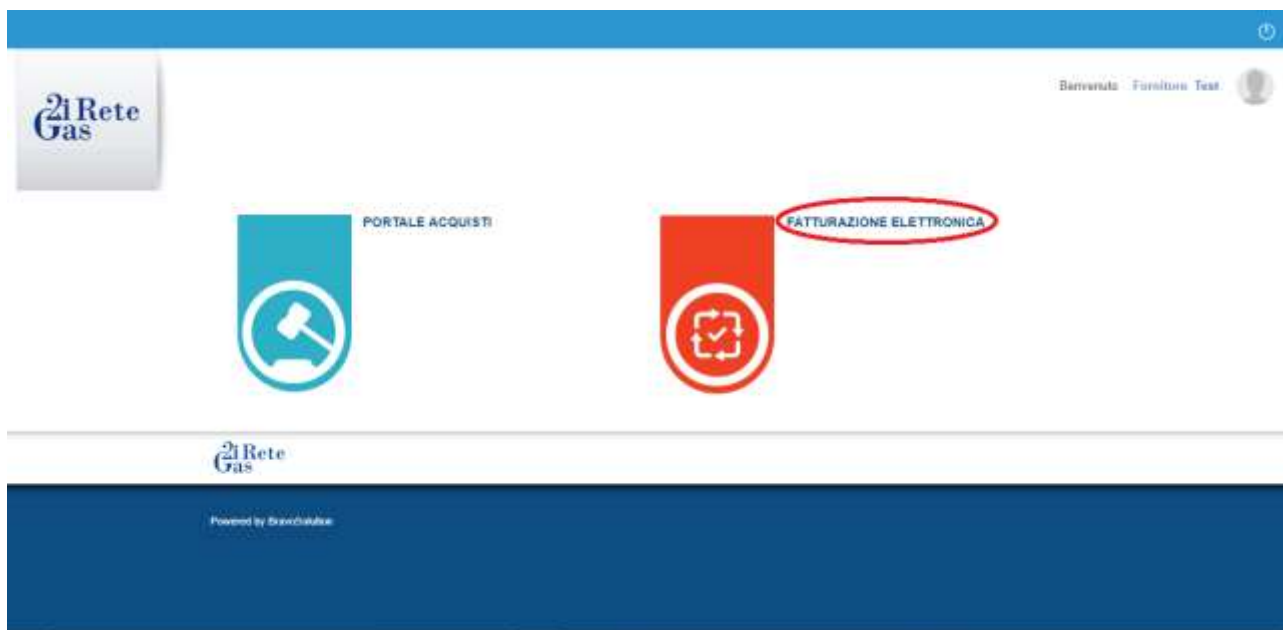 2i Rete
Gas
Benvenuto Fornitore Test
PORTALE ACQUISTI
FATTURAZIONE ELETTRONICA
2i Rete
Gas
Powered by BravoSolution